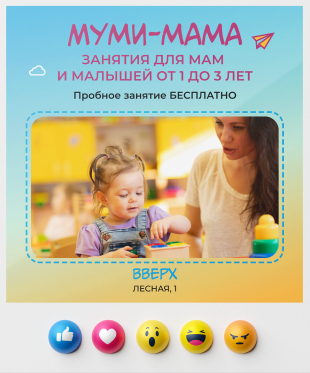 МУМИ-МАМА
ЗАНЯТИЯ ДЛЯ МАМ
И МАЛЫШЕЙ ОТ 1 ДО 3 ЛЕТ
Пробное занятие БЕСПЛАТНО
ВВЕРХ
ЛЕСНАЯ, 1